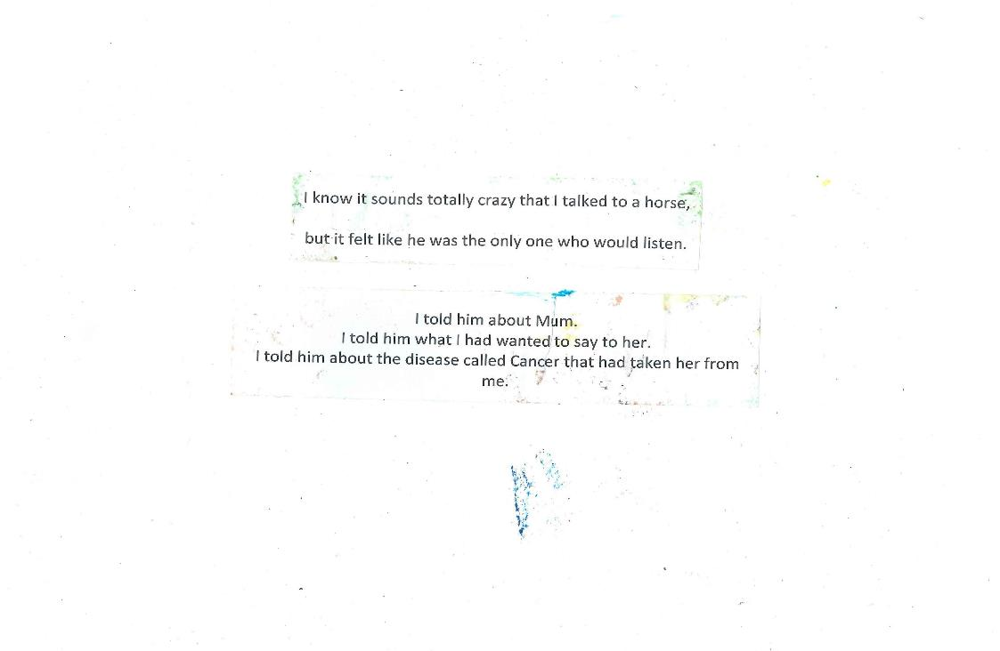 I know it sounds totally crazy that I talked to a horse,
but it felt like he was the only one who would listen.
I told him about Mum.
I told him what I had wanted to say to her.
I told him about the disease called Cancer that had taken her from
me.